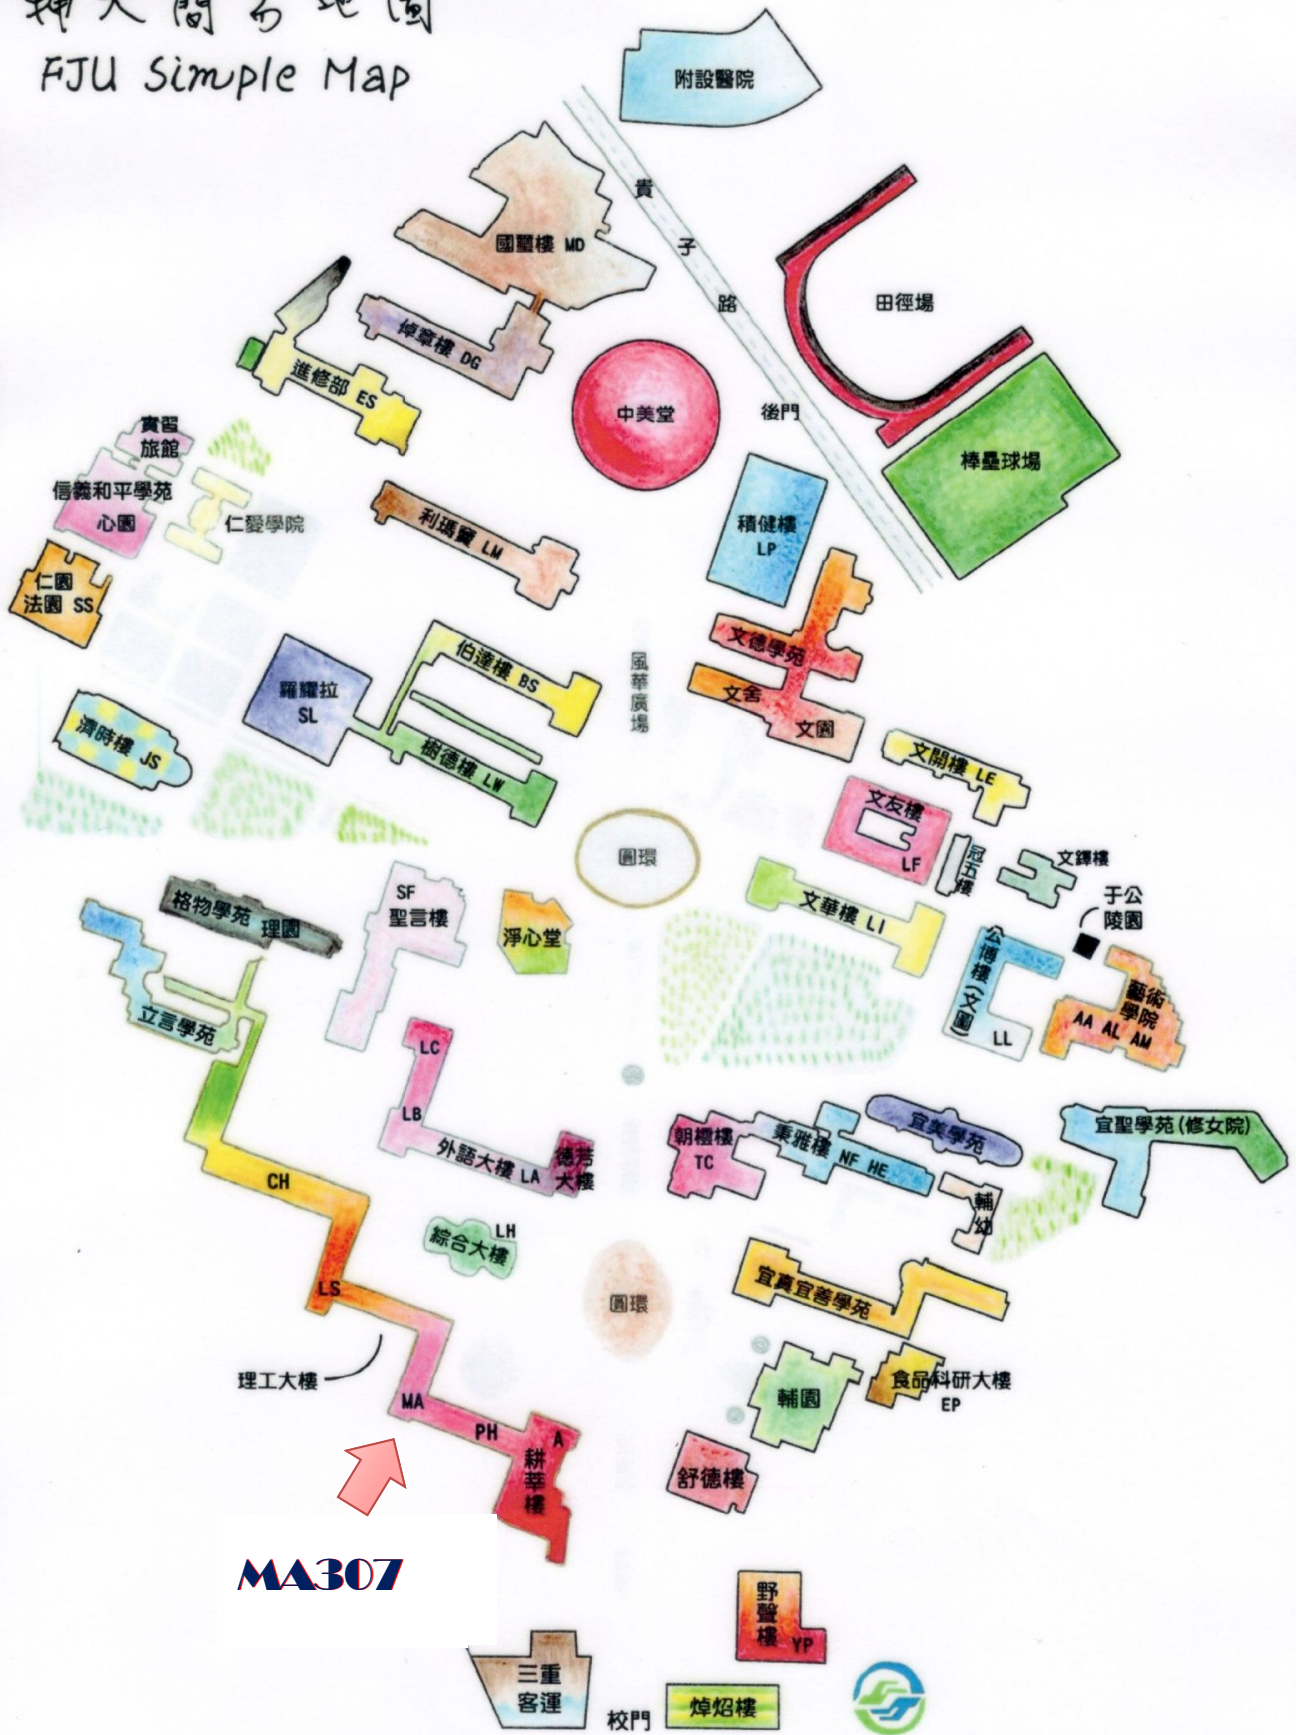 輔大簡易地圖
FJU Simple Map
附設醫院
貴
子
路
國璽樓 MD
田徑場
倬章樓 DG
進修部 ES
中美堂
後門
棒壘球場
實習
旅館
信義和平學苑
心園
仁愛學院
利瑪竇 LM
積健樓
LP
仁園
法園 SS
文德學苑
伯達樓 BS
風華廣場
羅耀拉
SL
文舍
文園
濟時樓 JS
樹德樓 LW
文開樓 LE
文友樓
LF
圓環
冠五樓
文鐸樓
格物學苑 理園
SF
聖言樓
淨心堂
文華樓 LI
于公
陵園
公博樓(文圖)
LL
藝術
學院
AA AL AM
立言學苑
LC
LB
外語大樓 LA
德芳
大樓
朝橒樓
TC
秉雅樓 NF HE
宜美學苑
宜聖學苑(修女院)
CH
輔幼
LH
綜合大樓
LS
圓環
宜真宜善學苑
理工大樓
MA
輔園
食品科研大樓
EP
PH
A
耕莘樓
舒德樓
MA307
野聲樓
YP
三重
客運
校門
焯炤樓